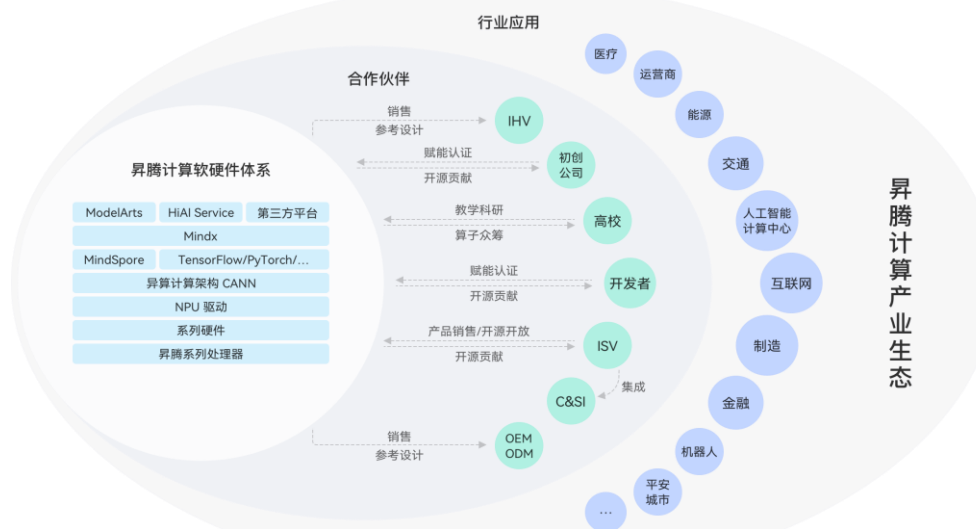 行业应用
合作伙伴
昇腾计算软硬件体系
ModelArts
HiAI Service
第三方平台
Mindx
MindSpore
TensorFlow/PyTorch/...
异算计算架构 CANN
NPU 驱动
系列硬件
昇腾系列处理器
销售
参考设计
IHV
赋能认证
开源贡献
初创
公司
教学科研
算子众筹
高校
赋能认证
开源贡献
开发者
产品销售/开源开放
开源贡献
ISV
集成
C&SI
销售
参考设计
OEM
ODM
医疗
运营商
能源
交通
人工智能
计算中心
互联网
制造
金融
机器人
平安
城市
...
昇腾计算产业生态